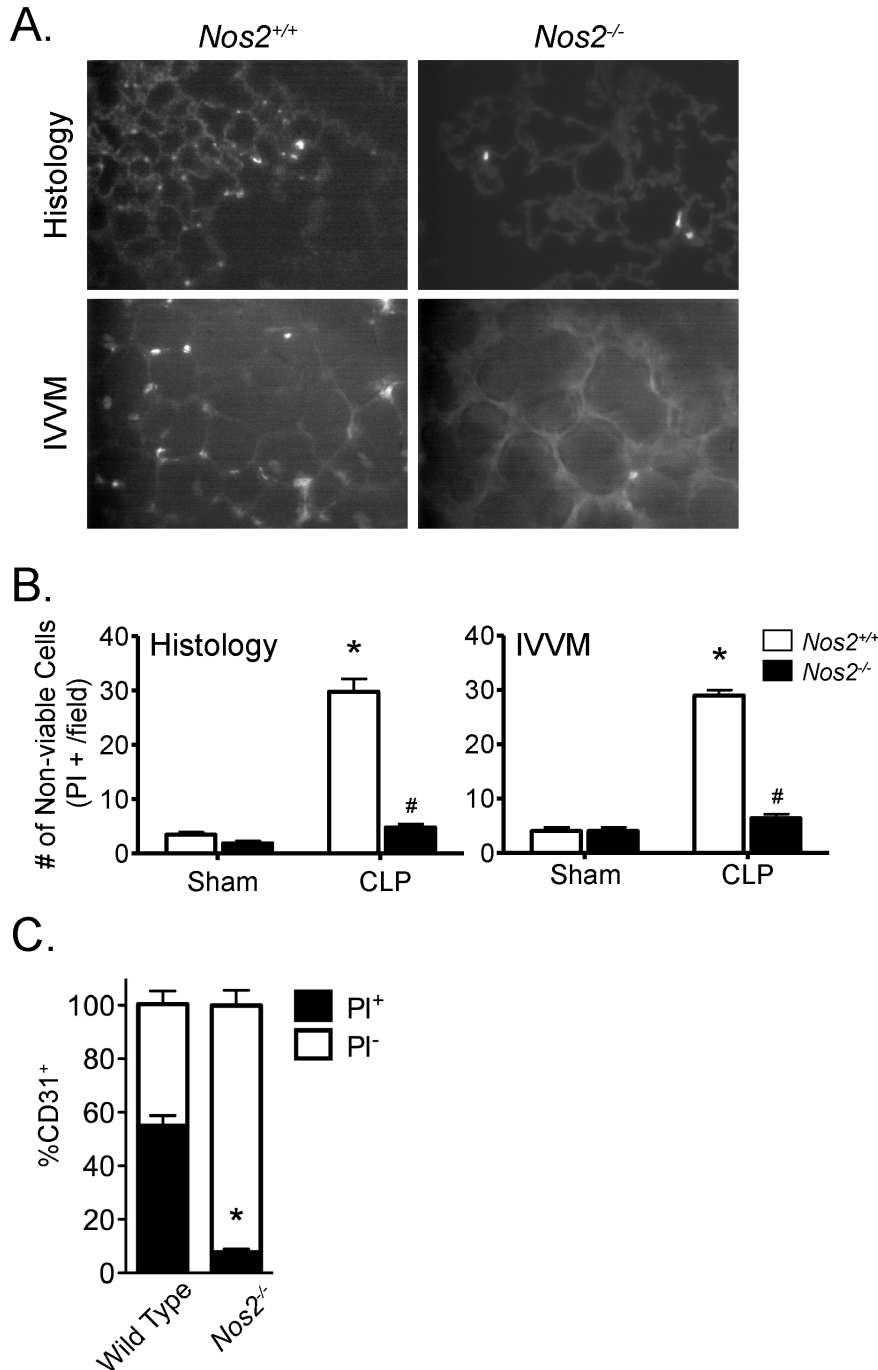 A.
Nos2+/+
Nos2-/-
Histology
IVVM
B.
# of Non-viable Cells
(PI + /field)
40
30
20
10
0
Histology
*
#
Sham
CLP
40
30
20
10
0
IVVM
*
#
Sham
CLP
Nos2+/+
Nos2-/-
C.
%CD31+
100
80
60
40
20
0
*
Wild Type
Nos2-/-
PI+
PI-